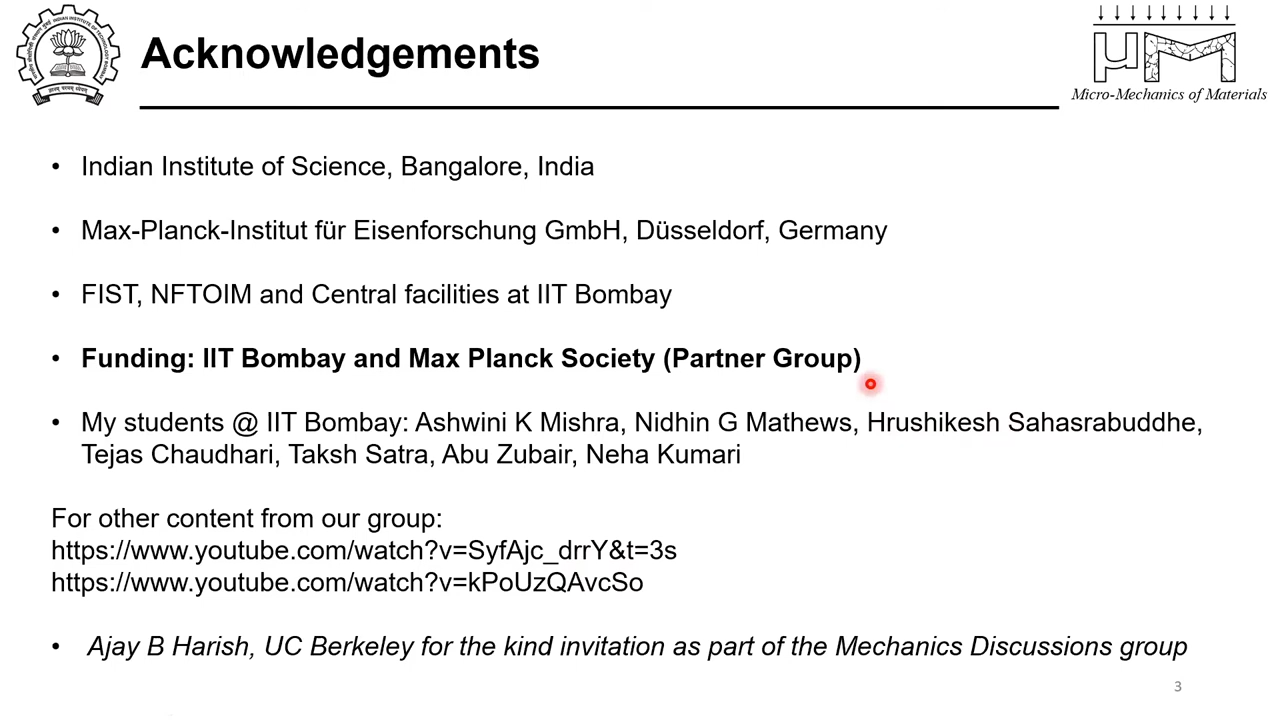 Acknowledgements
μM
Micro-Mechanics of Materials
• Indian Institute of Science, Bangalore, India
• Max-Planck-Institut für Eisenforschung GmbH, Düsseldorf, Germany
• FIST, NFTOIM and Central facilities at IIT Bombay
• Funding: IIT Bombay and Max Planck Society (Partner Group)
• My students @ IIT Bombay: Ashwini K Mishra, Nidhin G Mathews, Hrushikesh Sahasrabuddhe,
Tejas Chaudhari, Taksh Satra, Abu Zubair, Neha Kumari
For other content from our group:
https://www.youtube.com/watch?v=SyfAjc_drrY&t=3s
https://www.youtube.com/watch?v=kPoUzQAvcSo
• Ajay B Harish, UC Berkeley for the kind invitation as part of the Mechanics Discussions group
3